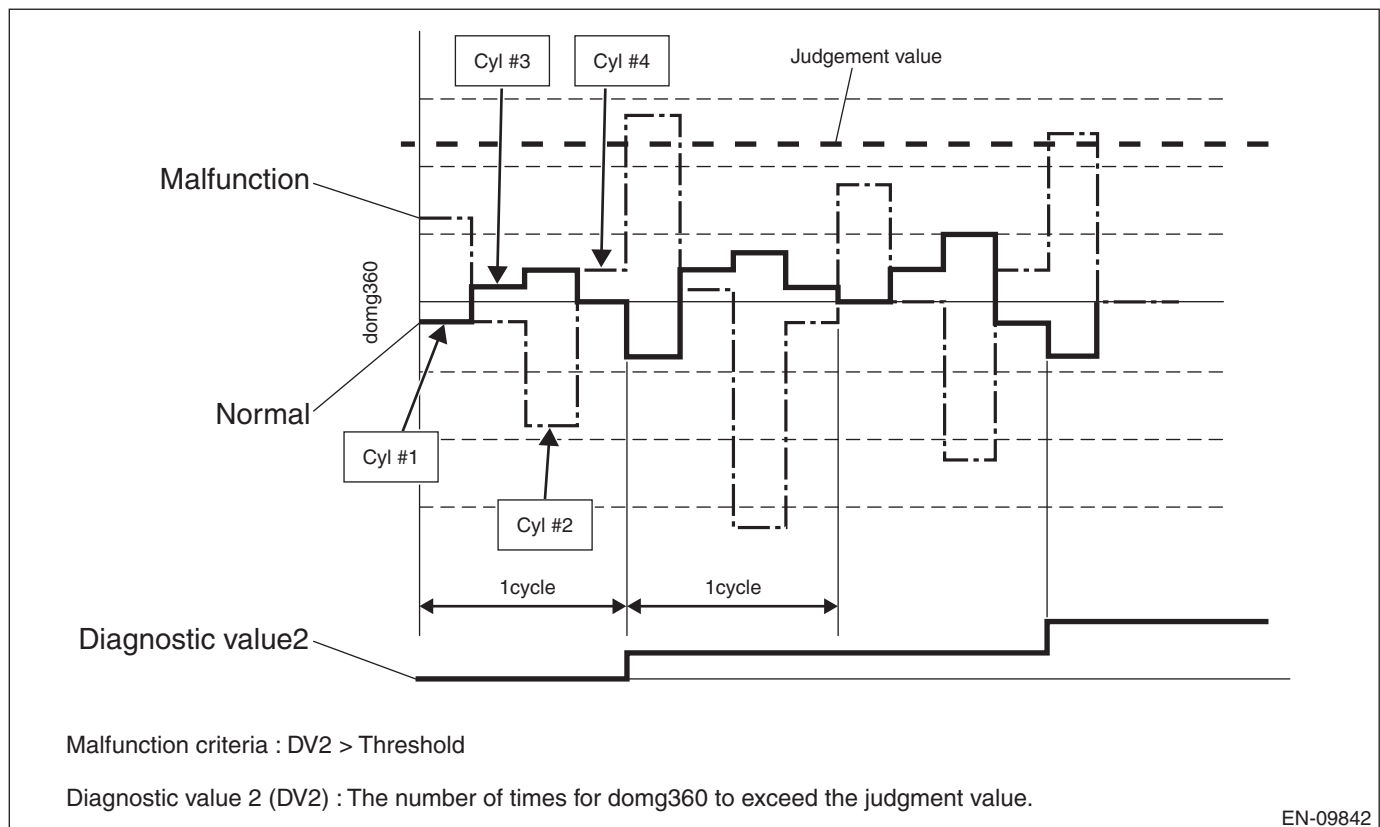 Cyl #3
Cyl #4
Judgement value
Malfunction
domg360
Normal
Cyl #1
Cyl #2
1cycle
1cycle
Diagnostic value2
Malfunction criteria : DV2 > Threshold
Diagnostic value 2 (DV2) : The number of times for domg360 to exceed the judgment value.
EN-09842